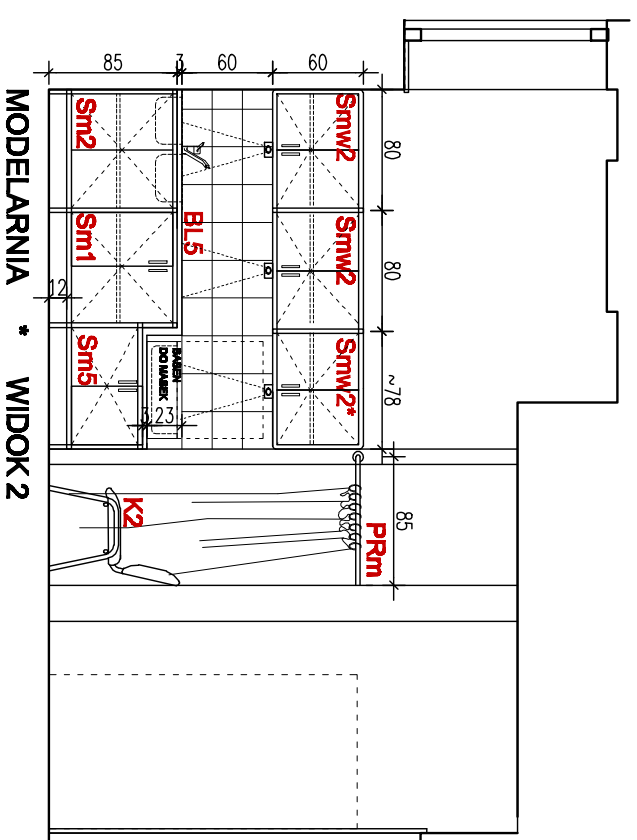 80 80 ~78 85
60
Smw2 Smw2 Smw2*
PRm
60
3
BL5
BASEN
DO MASEK
3 23
85
Sm2 Sm1 Sm5
K2
12
MODELARNIA * WIDOK 2